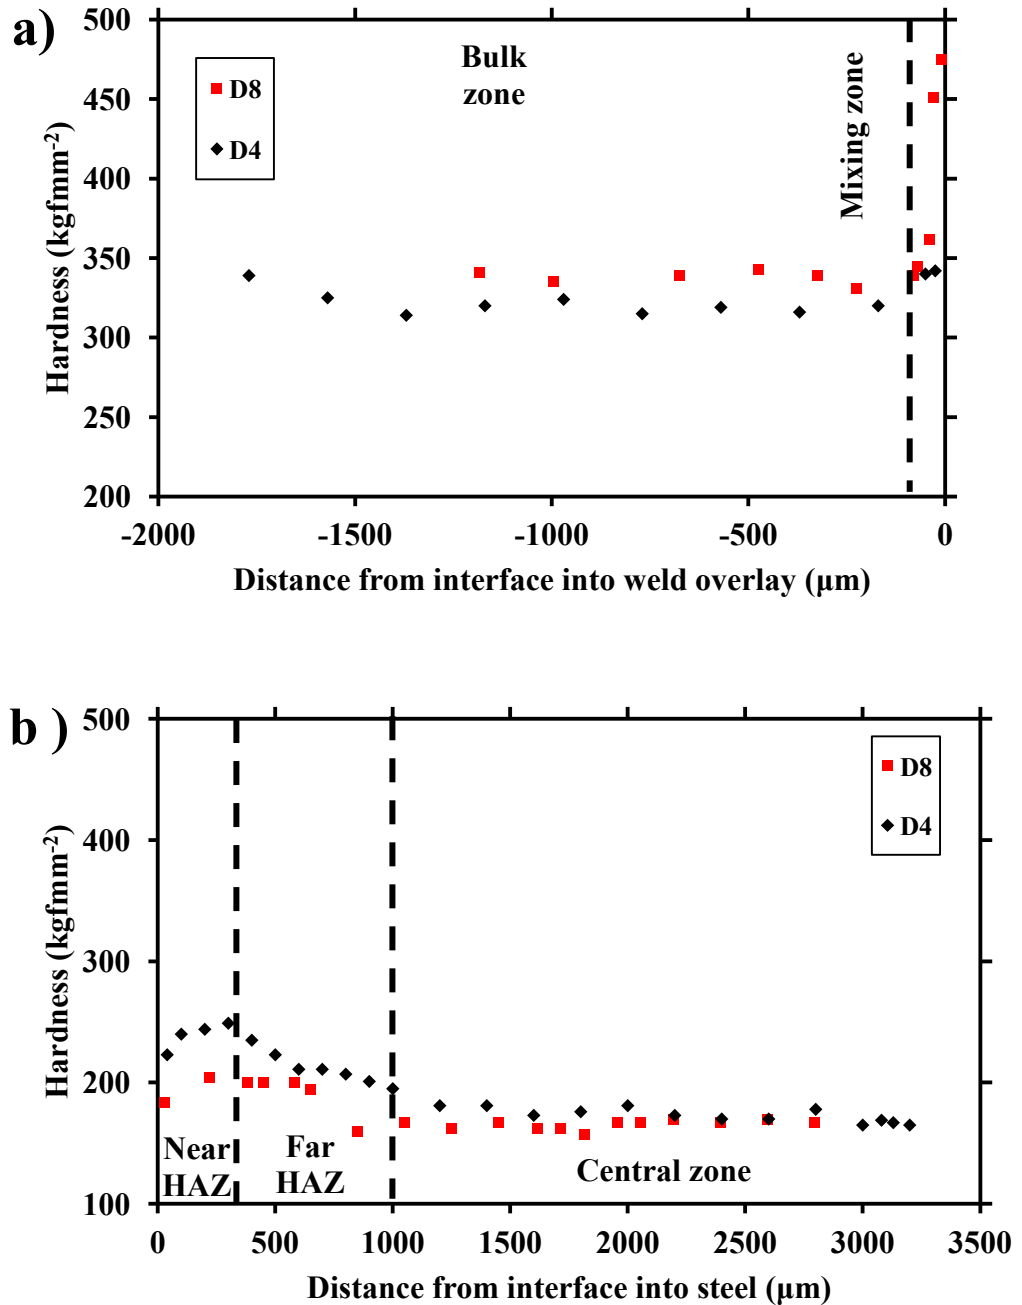 a)
500
450
400
350
300
250
200
Hardness (kgfmm-2)
D8
D4
Bulk
zone
Mixing zone
-2000 -1500 -1000 -500 0
Distance from interface into weld overlay (μm)
b )
500
400
300
200
100
Hardness (kgfmm-2)
D8
D4
Near
HAZ
Far
HAZ
Central zone
0 500 1000 1500 2000 2500 3000 3500
Distance from interface into steel (μm)